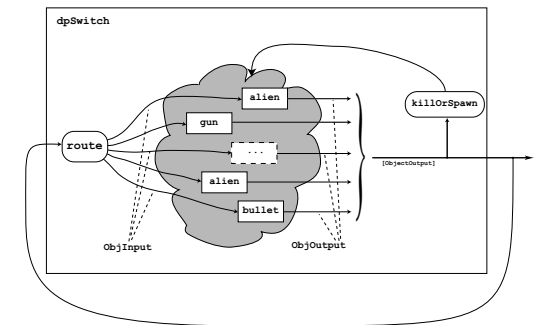 dpSwitch
alien
killOrSpawn
gun
route
...
[ObjectOutput]
alien
bullet
ObjInput
ObjOutput